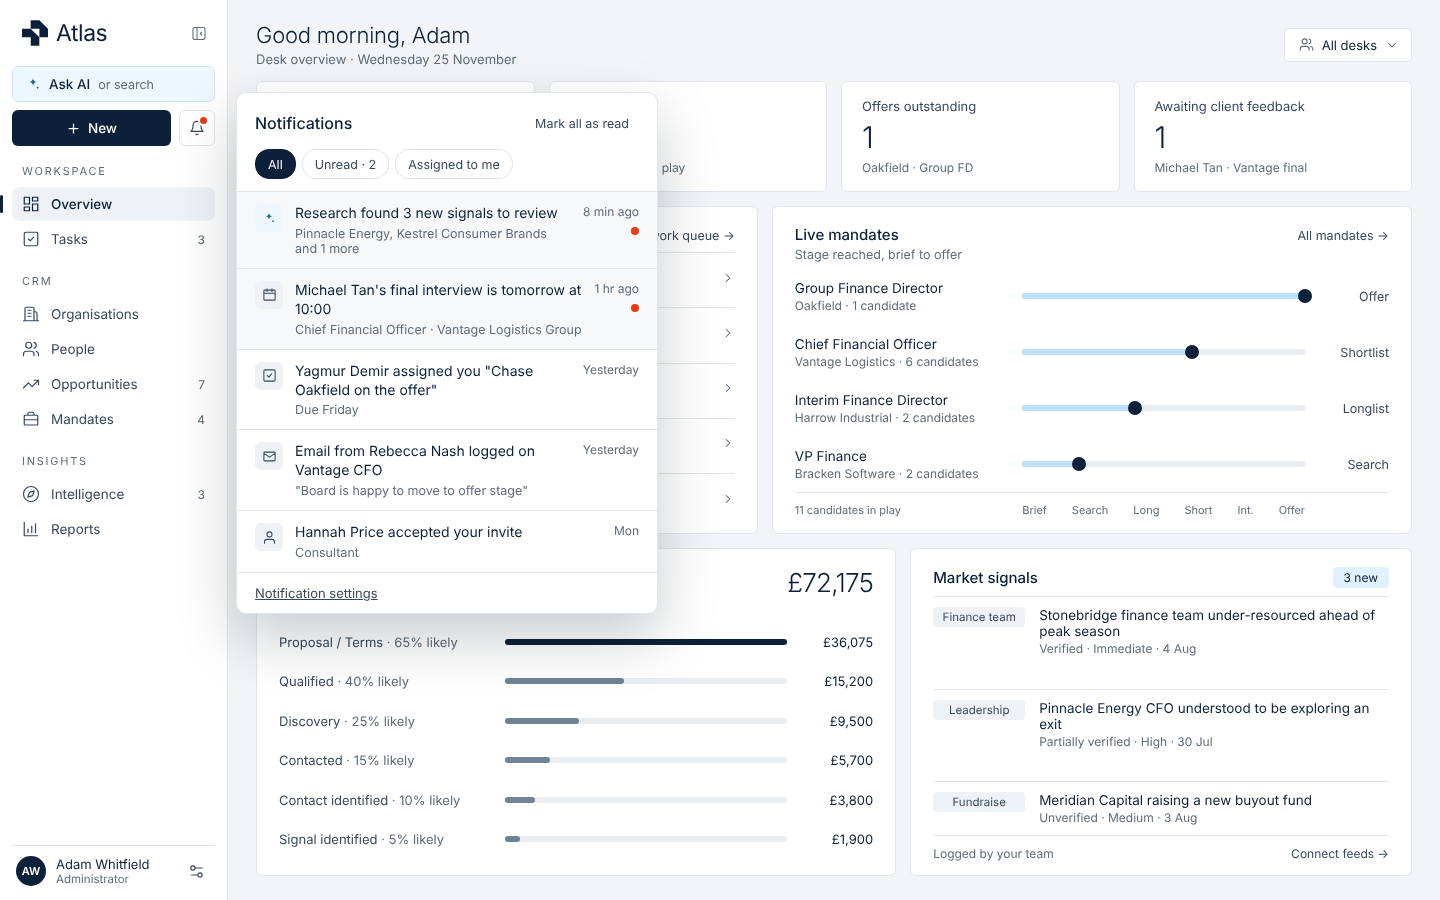 Atlas
Ask AI or search
New
WORKSPACE
Overview
Tasks 3
CRM
Organisations
People
Opportunities 7
Mandates 4
INSIGHTS
Intelligence 3
Reports
AW
Adam Whitfield
Administrator
Good morning, Adam
Desk overview · Wednesday 25 November
All desks
Notifications
Mark all as read
All
Unread · 2
Assigned to me
Research found 3 new signals to review
8 min ago
Pinnacle Energy, Kestrel Consumer Brands
and 1 more
Michael Tan's final interview is tomorrow at
10:00
1 hr ago
Chief Financial Officer · Vantage Logistics Group
Yagmur Demir assigned you "Chase
Oakfield on the offer"
Yesterday
Due Friday
Email from Rebecca Nash logged on
Vantage CFO
Yesterday
"Board is happy to move to offer stage"
Hannah Price accepted your invite
Mon
Consultant
Notification settings
play
Offers outstanding
1
Oakfield · Group FD
Awaiting client feedback
1
Michael Tan · Vantage final
queue →
Live mandates
All mandates →
Stage reached, brief to offer
Group Finance Director
Oakfield · 1 candidate
Offer
Chief Financial Officer
Vantage Logistics · 6 candidates
Shortlist
Interim Finance Director
Harrow Industrial · 2 candidates
Longlist
VP Finance
Bracken Software · 2 candidates
Search
11 candidates in play
Brief Search Long Short Int. Offer
£72,175
Proposal / Terms · 65% likely £36,075
Qualified · 40% likely £15,200
Discovery · 25% likely £9,500
Contacted · 15% likely £5,700
Contact identified · 10% likely £3,800
Signal identified · 5% likely £1,900
Market signals
3 new
Finance team
Stonebridge finance team under-resourced ahead of
peak season
Verified · Immediate · 4 Aug
Leadership
Pinnacle Energy CFO understood to be exploring an
exit
Partially verified · High · 30 Jul
Fundraise
Meridian Capital raising a new buyout fund
Unverified · Medium · 3 Aug
Logged by your team
Connect feeds →